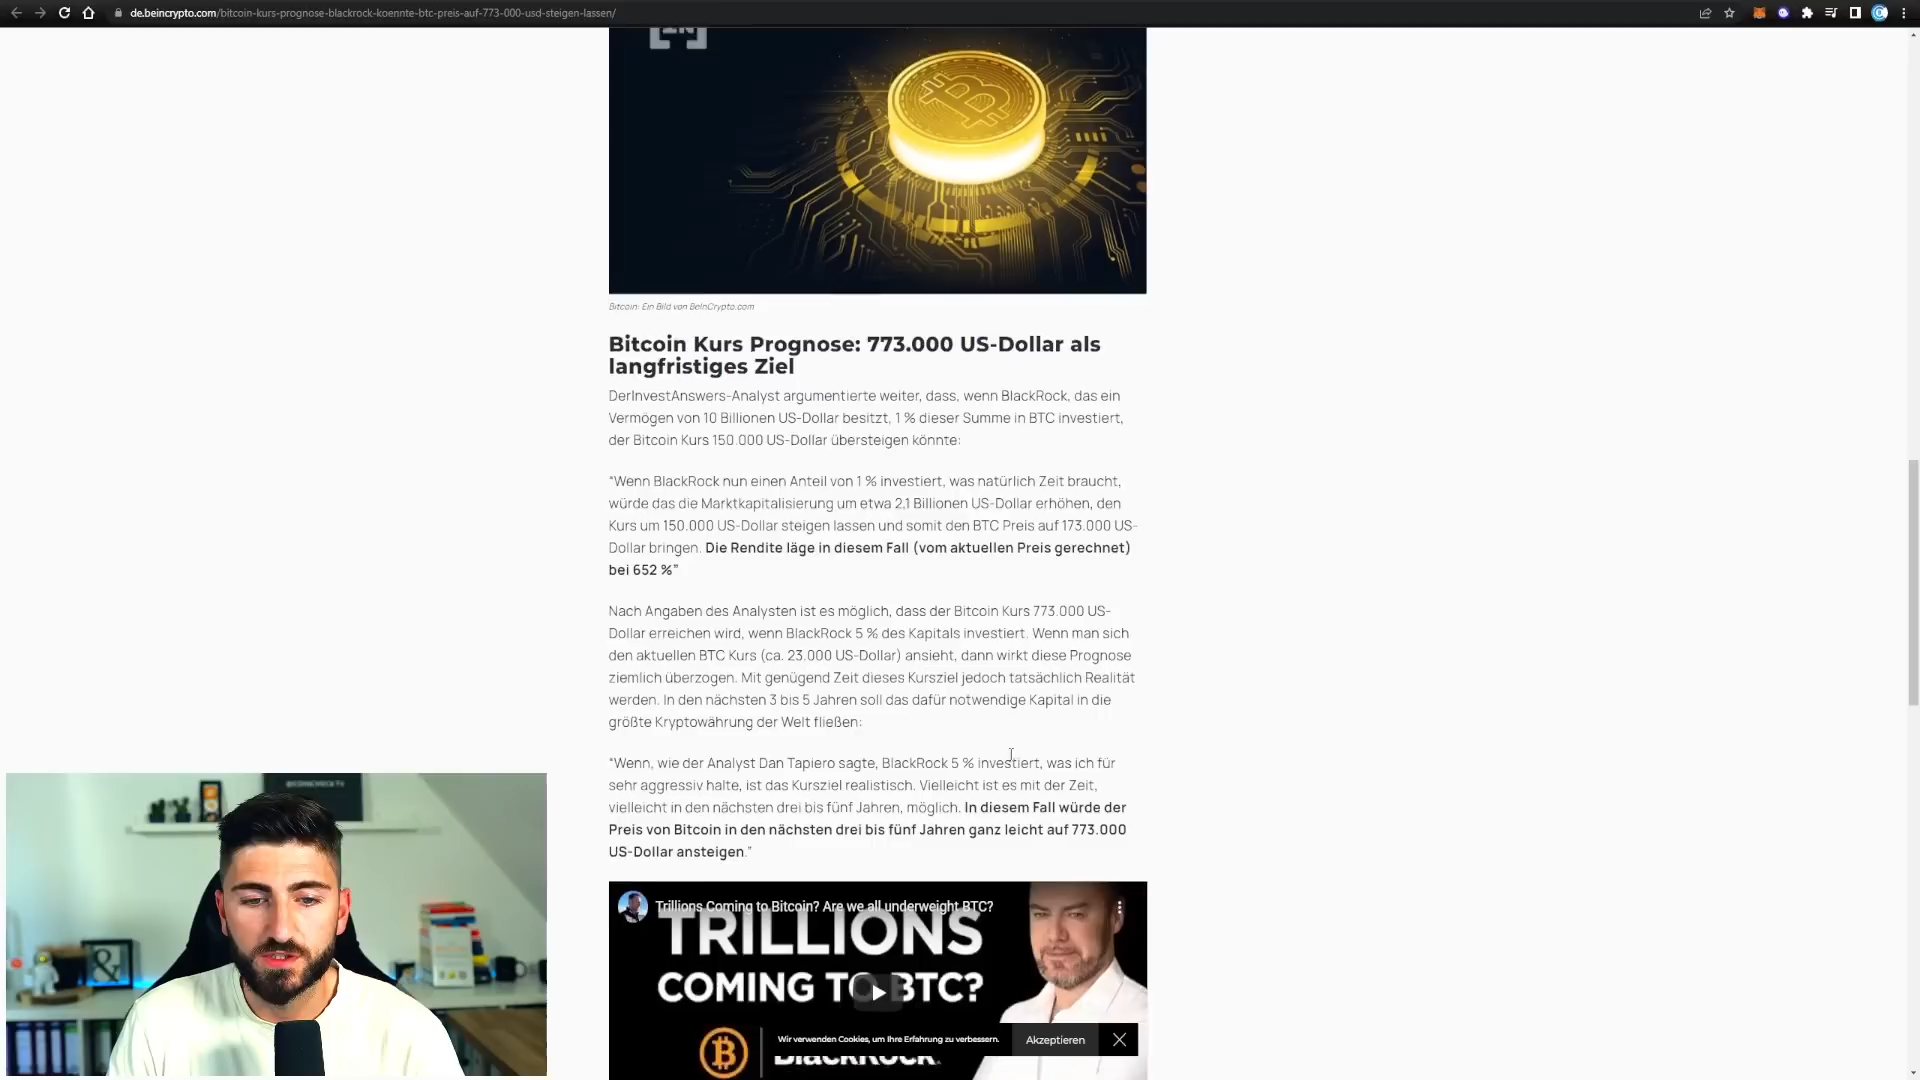 de.beincrypto.com/bitcoin-kurs-prognose-blackrock-koennte-btc-preis-auf-773-000-usd-steigen-lassen/
Bitcoin: Ein Bild von BeInCrypto.com
Bitcoin Kurs Prognose: 773.000 US-Dollar als
langfristiges Ziel
DerInvestAnswers-Analyst argumentierte weiter, dass, wenn BlackRock, das ein
Vermögen von 10 Billionen US-Dollar besitzt, 1 % dieser Summe in BTC investiert,
der Bitcoin Kurs 150.000 US-Dollar übersteigen könnte:
“Wenn BlackRock nun einen Anteil von 1 % investiert, was natürlich Zeit braucht,
würde das die Marktkapitalisierung um etwa 2,1 Billionen US-Dollar erhöhen, den
Kurs um 150.000 US-Dollar steigen lassen und somit den BTC Preis auf 173.000 US-
Dollar bringen. Die Rendite läge in diesem Fall (vom aktuellen Preis gerechnet)
bei 652 %”
Nach Angaben des Analysten ist es möglich, dass der Bitcoin Kurs 773.000 US-
Dollar erreichen wird, wenn BlackRock 5 % des Kapitals investiert. Wenn man sich
den aktuellen BTC Kurs (ca. 23.000 US-Dollar) ansieht, dann wirkt diese Prognose
ziemlich überzogen. Mit genügend Zeit dieses Kursziel jedoch tatsächlich Realität
werden. In den nächsten 3 bis 5 Jahren soll das dafür notwendige Kapital in die
größte Kryptowährung der Welt fließen:
“Wenn, wie der Analyst Dan Tapiero sagte, BlackRock 5 % investiert, was ich für
sehr aggressiv halte, ist das Kursziel realistisch. Vielleicht ist es mit der Zeit,
vielleicht in den nächsten drei bis fünf Jahren, möglich. In diesem Fall würde der
Preis von Bitcoin in den nächsten drei bis fünf Jahren ganz leicht auf 773.000
US-Dollar ansteigen.”
Trillions Coming to Bitcoin? Are we all underweight BTC?
TRILLIONS
COMING TO BTC?
Wir verwenden Cookies, um Ihre Erfahrung zu verbessern.
Akzeptieren
BlackRock.
&